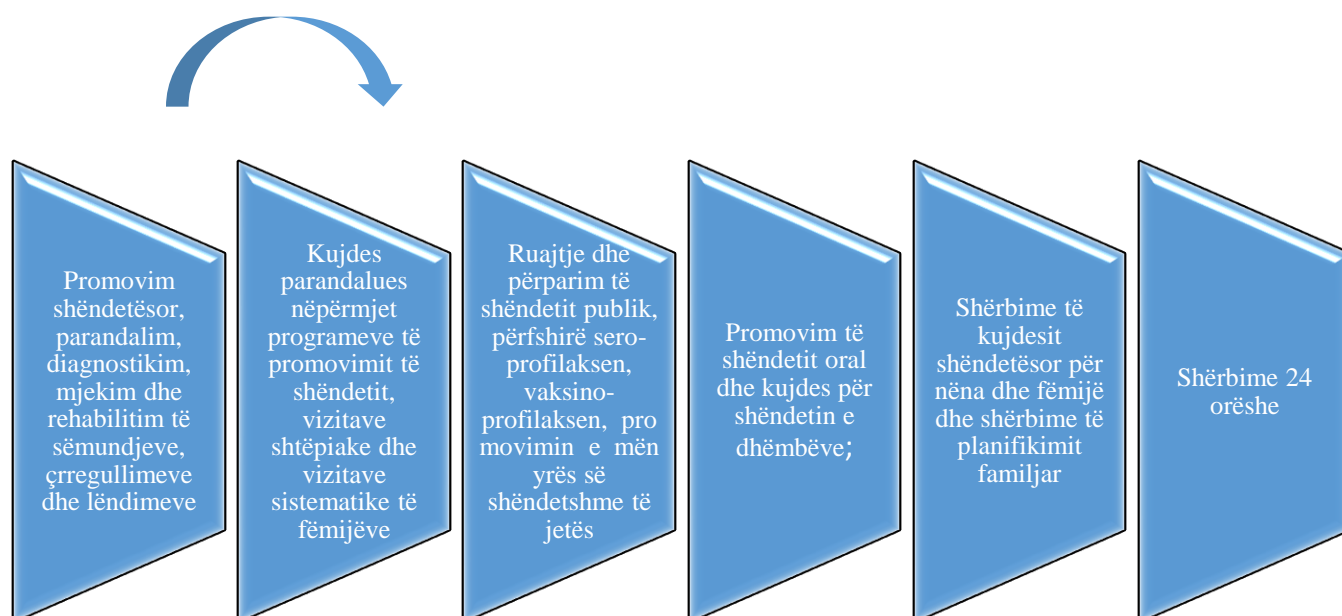 Promovim
shëndetësor,
parandalim,
diagnostikim,
mjekim dhe
rehabilitim të
sëmundjeve,
çrregullimeve
dhe lëndimeve
Kujdes
parandalues
nëpërmjet
programeve të
promovimit të
shëndetit,
vizitave
shtëpiake dhe
vizitave
sistematike të
fëmijëve
Ruajtje dhe
përparim të
shëndetit publik,
përfshirë sero-
profilaksen,
vaksino-
profilaksen, pro
movimin e mën
yrës së
shëndetshme të
jetës
Promovim të
shëndetit oral
dhe kujdes për
shëndetin e
dhëmbëve;
Shërbime të
kujdesit
shëndetësor për
nëna dhe fëmijë
dhe shërbime të
planifikimit
familjar
Shërbime 24
orëshe